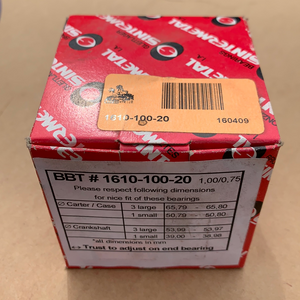 SINTERMETAL
SINTERMETAL
-100-20
160409
BBT # 1610-100-20 1,00/0,75
Please respect following dimensions
for nice fit of these bearings
Carter / Case 3 large 65.79 - 65.80
1 small 50.79 - 50.80
Crankshaft 3 large 53.99 - 53.97
1 small 39.00 - 38.98
*all dimensions in mm
Trust to adjust on end bearing